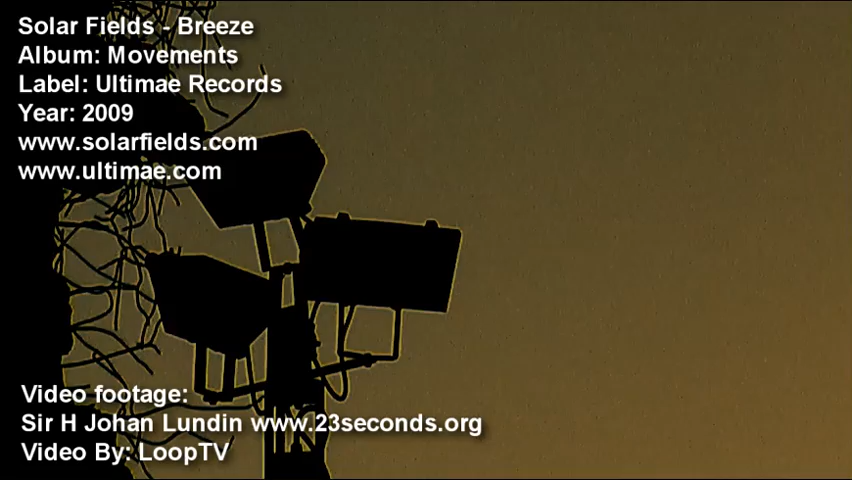 Solar Fields - Breeze
Album: Movements
Label: Ultimae Records
Year: 2009
www.solarfields.com
www.ultimae.com
Video footage:
Sir H Johan Lundin www.23seconds.org
Video By: LoopTV